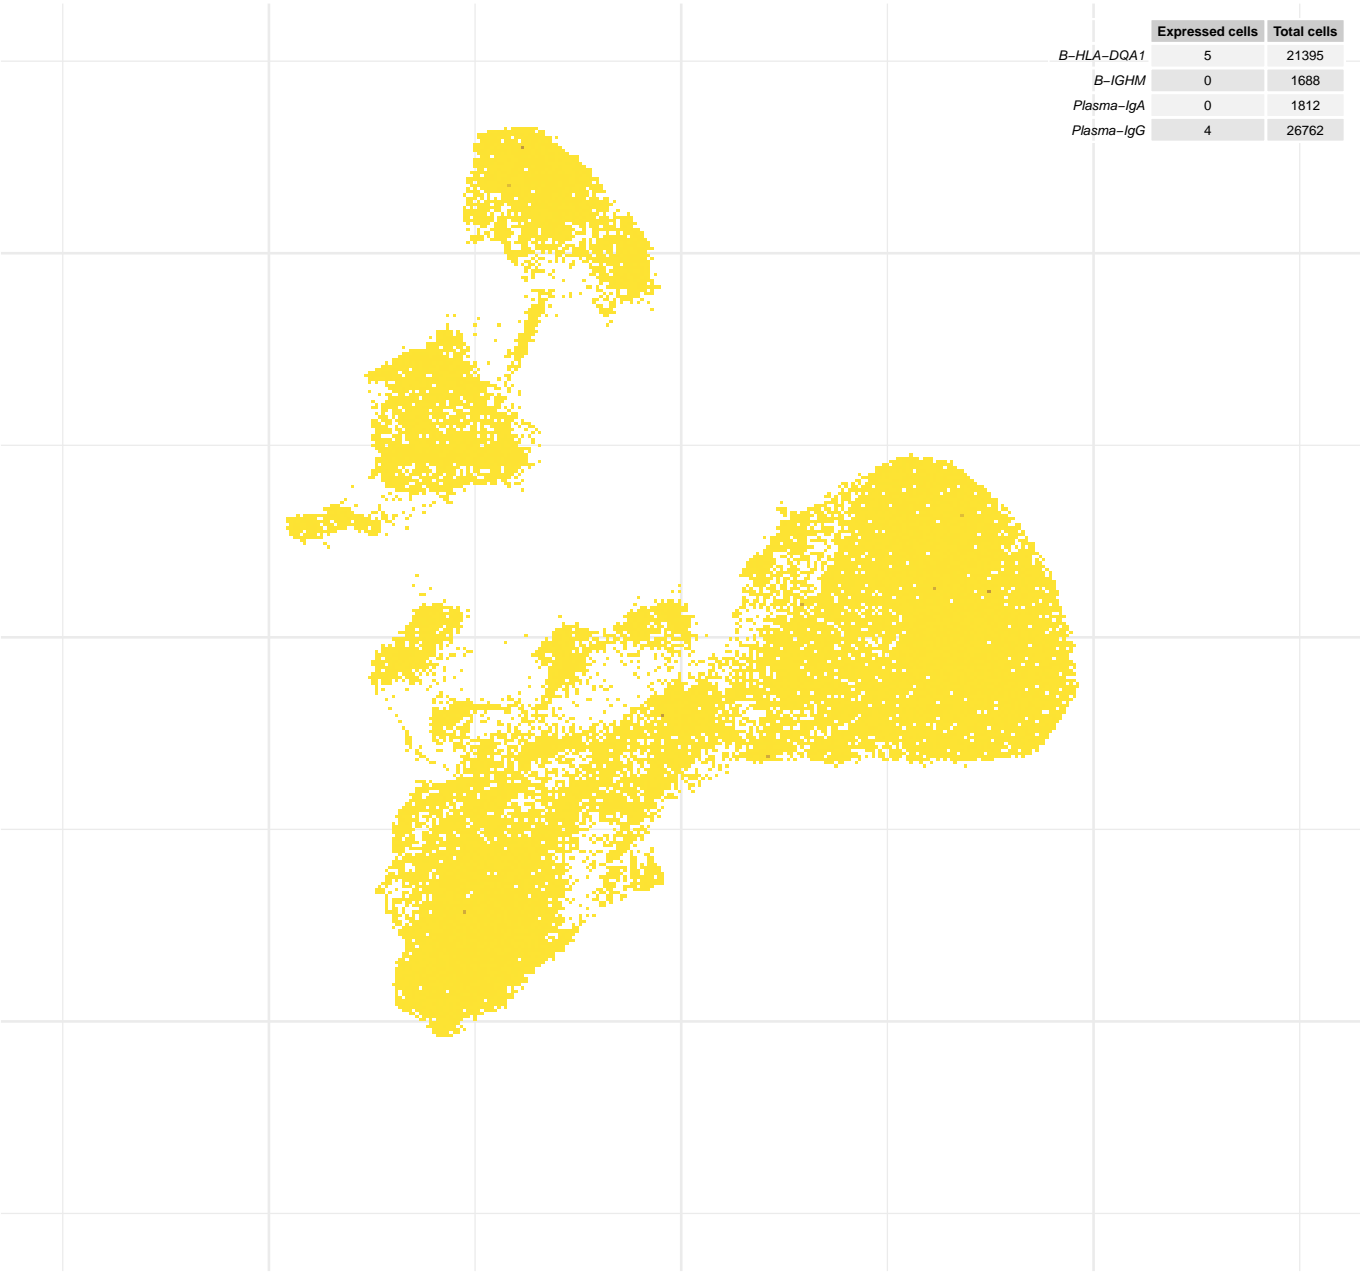 Expressed cells Total cells
B−HLA−DQA1 5 21395
B−IGHM 0 1688
Plasma−IgA 0 1812
Plasma−IgG 4 26762